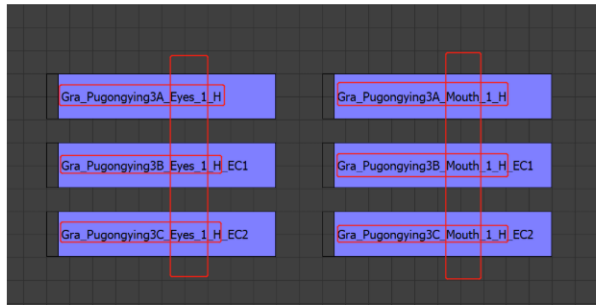 Gra_Pugongying3A_Eyes_1_H
Gra_Pugongying3A_Mouth_1_H
Gra_Pugongying3B_Eyes_1_H_EC1
Gra_Pugongying3B_Mouth_1_H_EC1
Gra_Pugongying3C_Eyes_1_H_EC2
Gra_Pugongying3C_Mouth_1_H_EC2